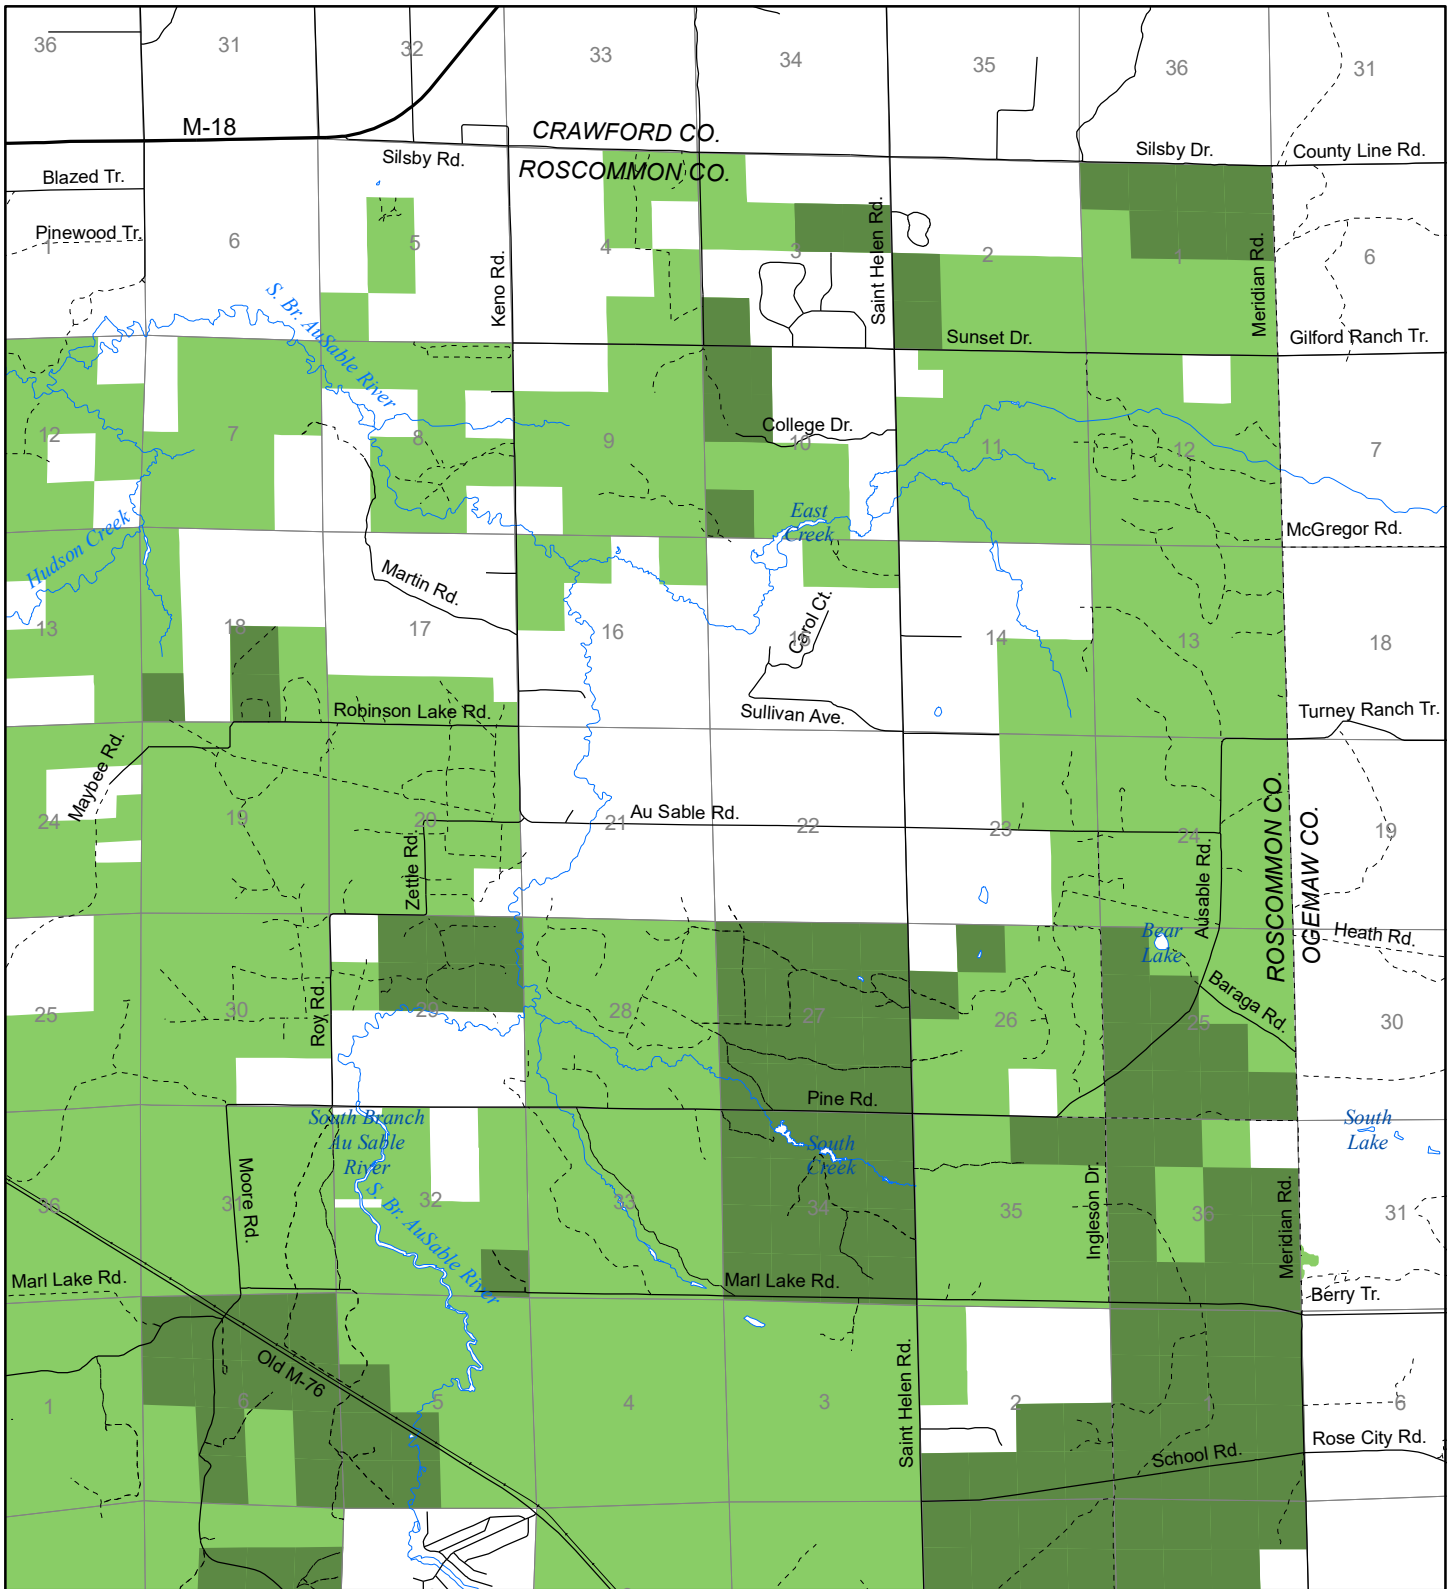 36
31
32
33
34
35
36
31
M-18
CRAWFORD CO.
ROSCOMMON CO.
Silsby Rd.
Silsby Dr.
County Line Rd.
Blazed Tr.
Pinewood Tr.
1
6
5
4
3
2
1
6
Keno Rd.
Saint Helen Rd.
Meridian Rd.
S. Br. AuSable River
Sunset Dr.
Gilford Ranch Tr.
12
7
8
9
10
11
12
7
College Dr.
East
Creek
McGregor Rd.
Hudson Creek
Martin Rd.
Carol Ct.
13
18
17
16
15
14
13
18
Robinson Lake Rd.
Sullivan Ave.
Turney Ranch Tr.
Maybee Rd.
24
19
20
21
22
23
24
19
Au Sable Rd.
Zettle Rd.
Ausable Rd.
ROSCOMMON CO.
OGEMAW CO.
Bear
Lake
Heath Rd.
Baraga Rd.
25
30
29
28
27
26
25
30
Roy Rd.
Pine Rd.
South Branch
Au Sable
River
South
Creek
South
Lake
36
31
32
33
34
35
36
31
Moore Rd.
S. Br. AuSable River
Ingleson Dr.
Meridian Rd.
Marl Lake Rd.
Marl Lake Rd.
Berry Tr.
Old M-76
Saint Helen Rd.
1
6
5
4
3
2
1
6
School Rd.
Rose City Rd.